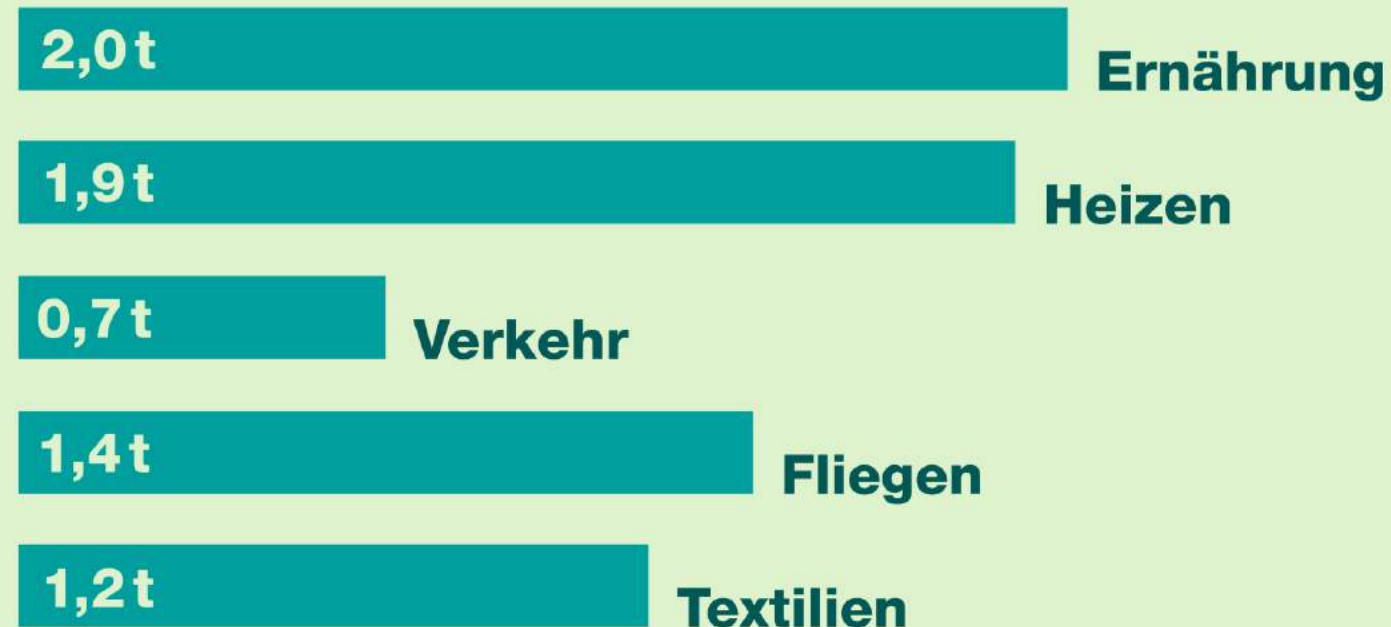 2,0 t
Ernährung
1,9 t
Heizen
0,7 t
Verkehr
1,4 t
Fliegen
1,2 t
Textilien